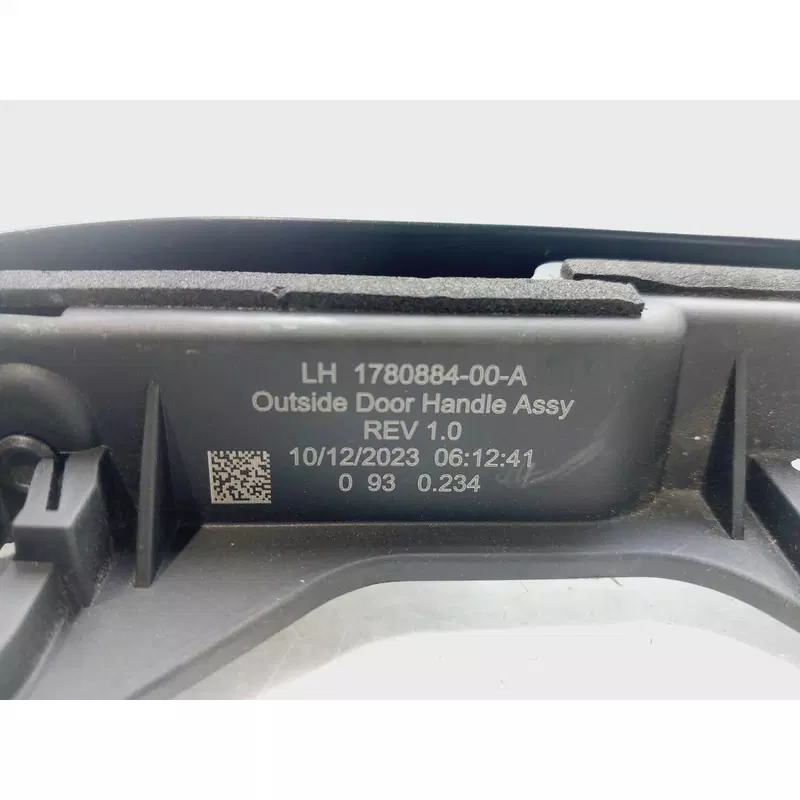 LH 1780884-00-A
Outside Door Handle Assy
REV 1.0
10/12/2023 06:12:41
0 93 0.234